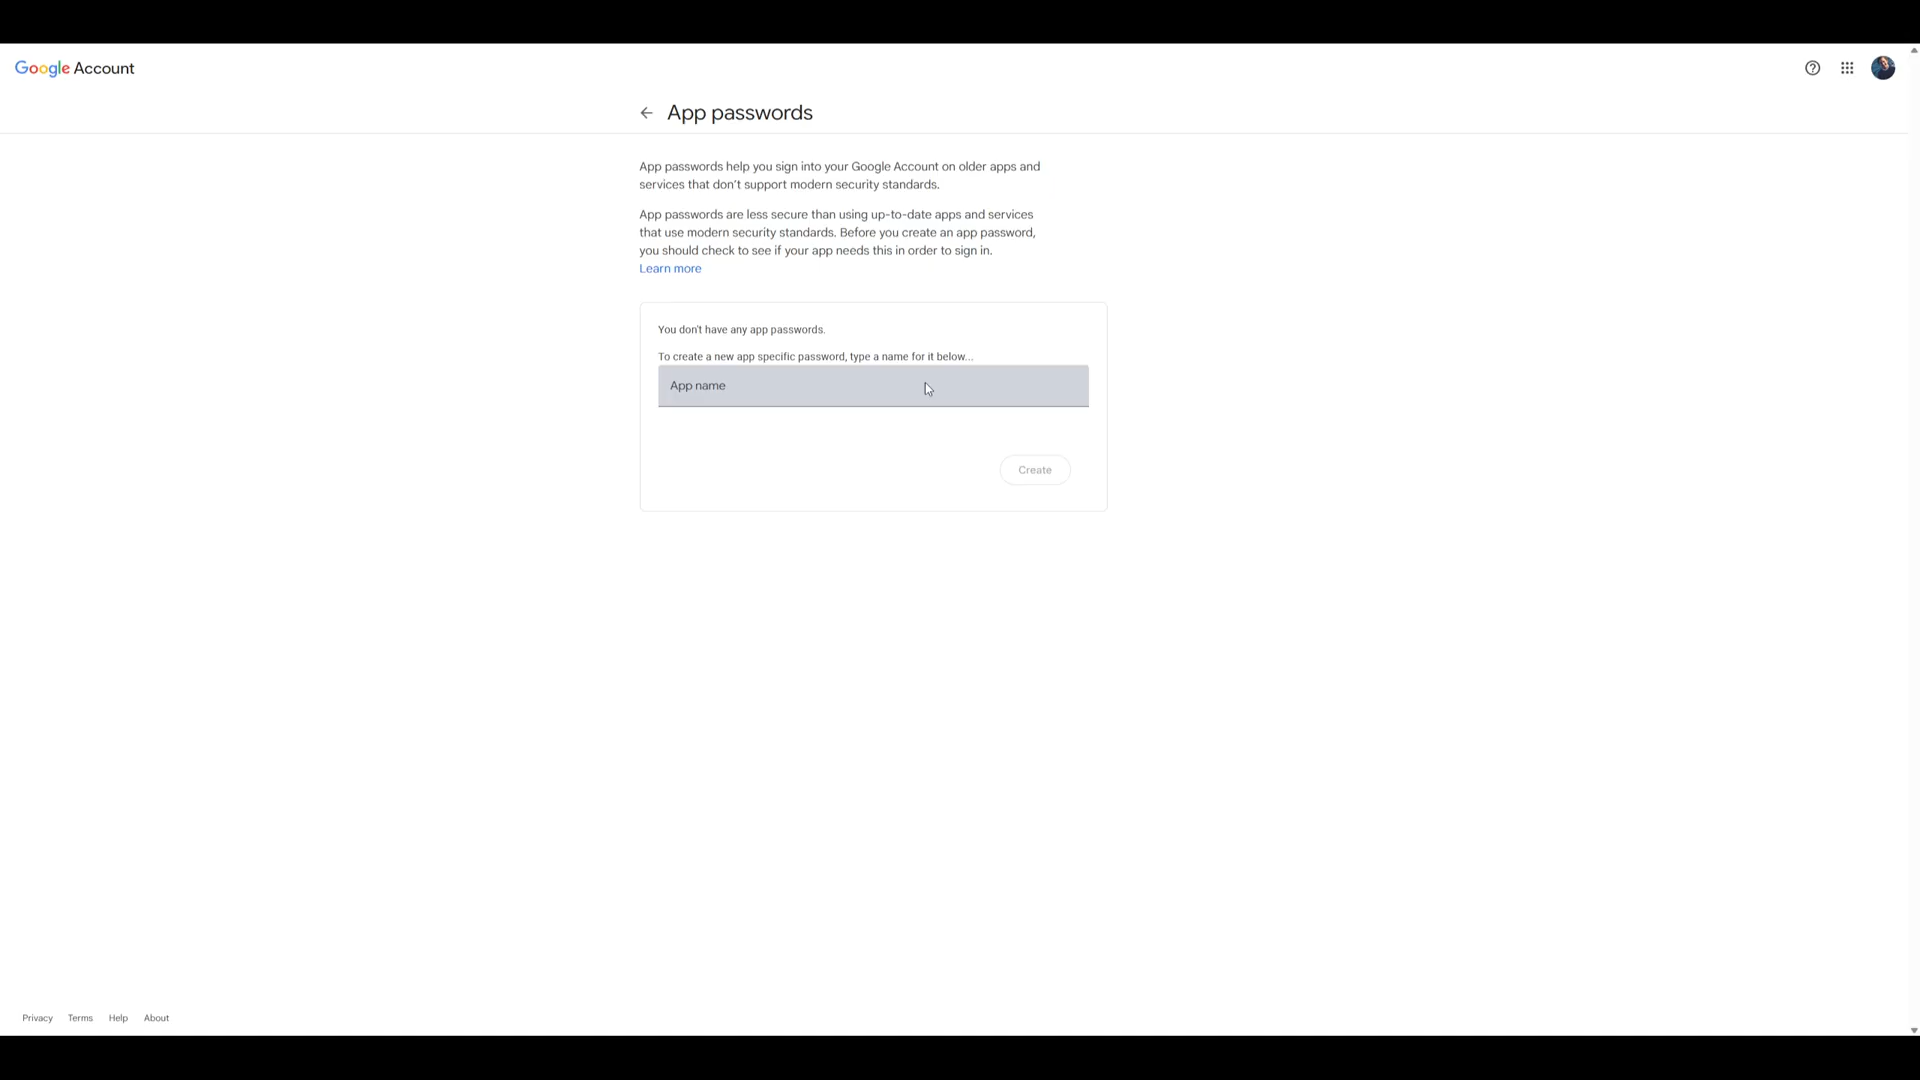 Google Account
App passwords
App passwords help you sign into your Google Account on older apps and
services that don't support modern security standards.
App passwords are less secure than using up-to-date apps and services
that use modern security standards. Before you create an app password,
you should check to see if your app needs this in order to sign in.
Learn more
You don't have any app passwords.
To create a new app specific password, type a name for it below...
App name
Create
Privacy Terms Help About